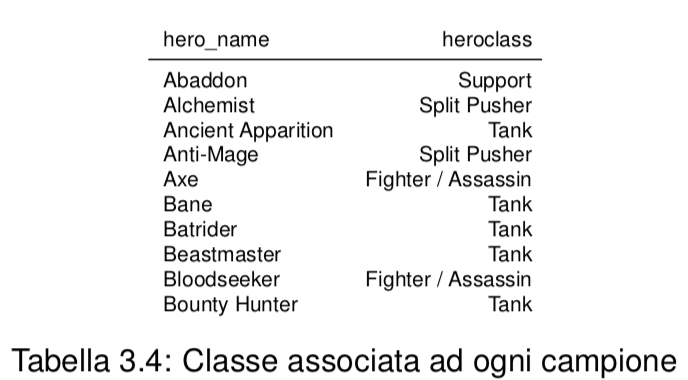 hero_name heroclass
Abaddon Support
Alchemist Split Pusher
Ancient Apparition Tank
Anti-Mage Split Pusher
Axe Fighter / Assassin
Bane Tank
Batrider Tank
Beastmaster Tank
Bloodseeker Fighter / Assassin
Bounty Hunter Tank
Tabella 3.4: Classe associata ad ogni campione